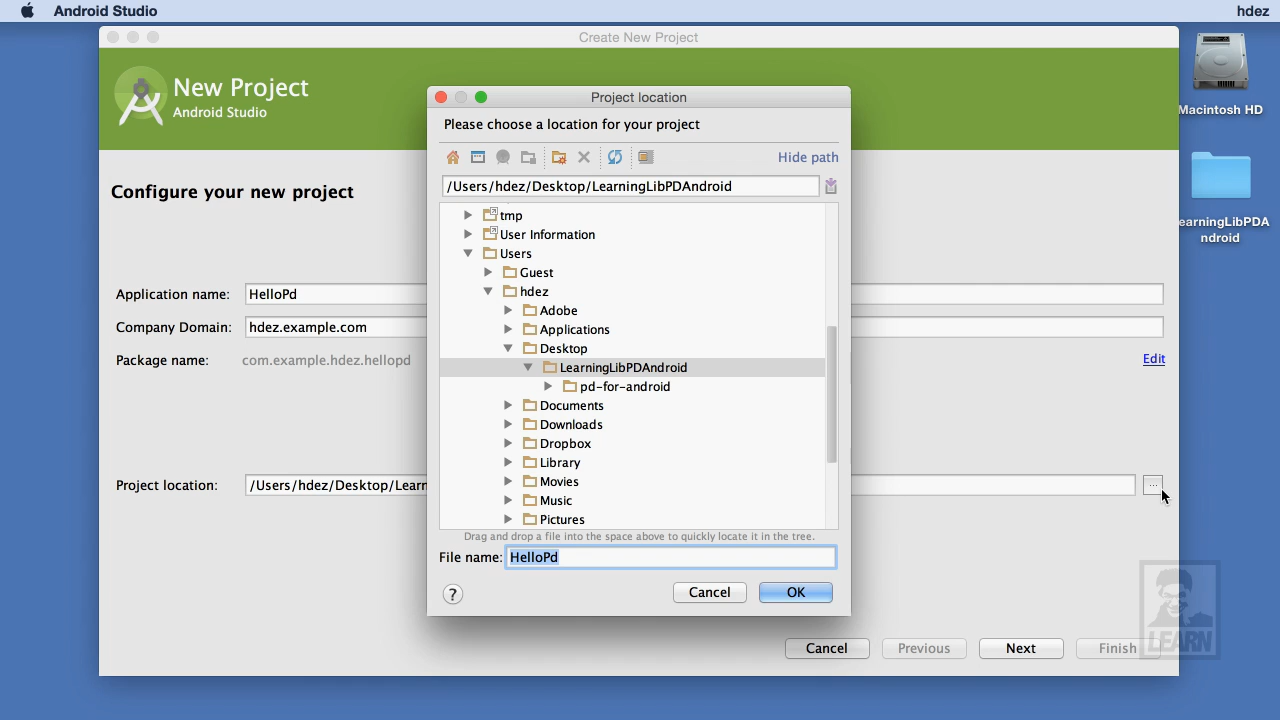 Android Studio
hdez
Create New Project
New Project
Android Studio
Macintosh HD
earningLibPDA
ndroid
Configure your new project
Application name:
HelloPd
Company Domain:
hdez.example.com
Package name:
com.example.hdez.hellopd
Edit
Project location:
/Users/hdez/Desktop/Learn
...
Project location
Please choose a location for your project
Hide path
/Users/hdez/Desktop/LearningLibPDAndroid
tmp
User Information
Users
Guest
hdez
Adobe
Applications
Desktop
LearningLibPDAndroid
pd-for-android
Documents
Downloads
Dropbox
Library
Movies
Music
Pictures
Drag and drop a file into the space above to quickly locate it in the tree.
File name:
HelloPd
?
Cancel
OK
Cancel
Previous
Next
Finish
LEARN